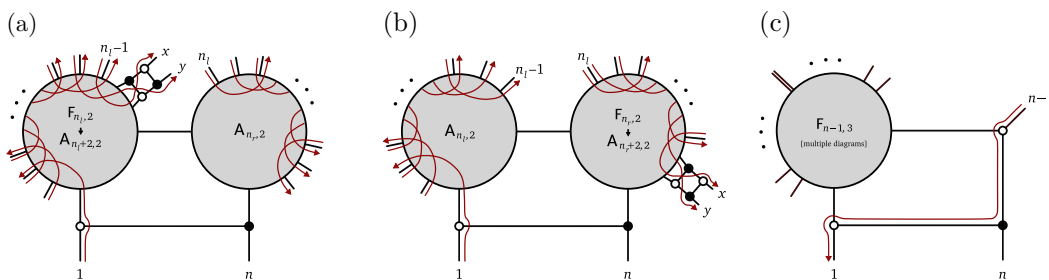 (a)
(b)
(c)
n_l−1
x
y
n_l
F_{n_l,2}
A_{n_l+2,2}
A_{n_r,2}
1
n
n_l−1
n_l
A_{n_l,2}
F_{n_r,2}
A_{n_r+2,2}
x
y
1
n
n−
F_{n−1,3}
[multiple diagrams]
1
n